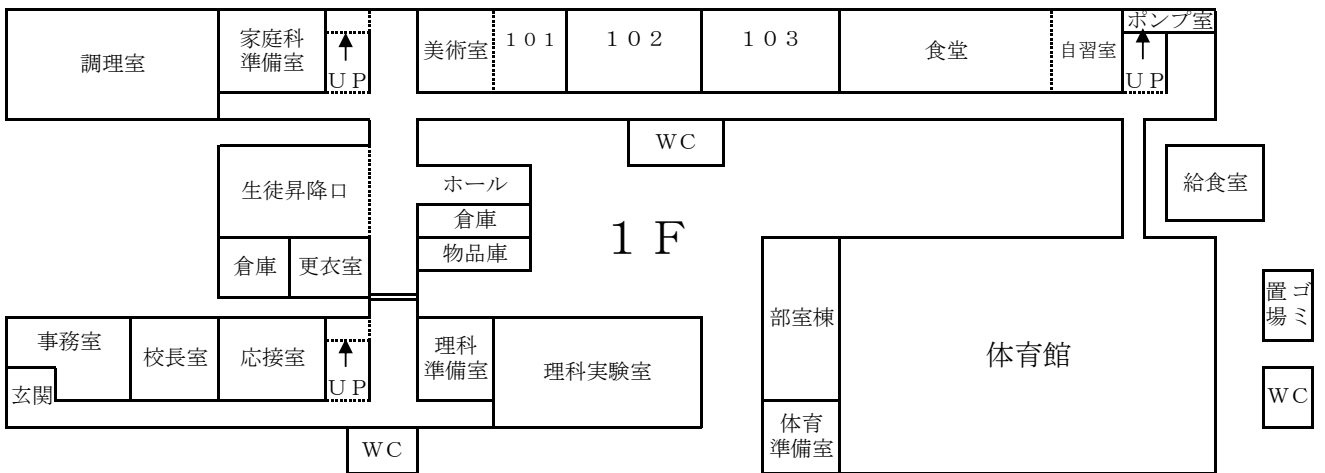 調理室
家庭科
準備室
ＵＰ
美術室
１０１
１０２
１０３
食堂
自習室
ポンプ室
ＵＰ
ＷＣ
給食室
生徒昇降口
ホール
倉庫
物品庫
１Ｆ
倉庫
更衣室
事務室
玄関
校長室
応接室
ＵＰ
理科
準備室
理科実験室
ＷＣ
部室棟
体育
準備室
体育館
ゴミ
置場
ＷＣ